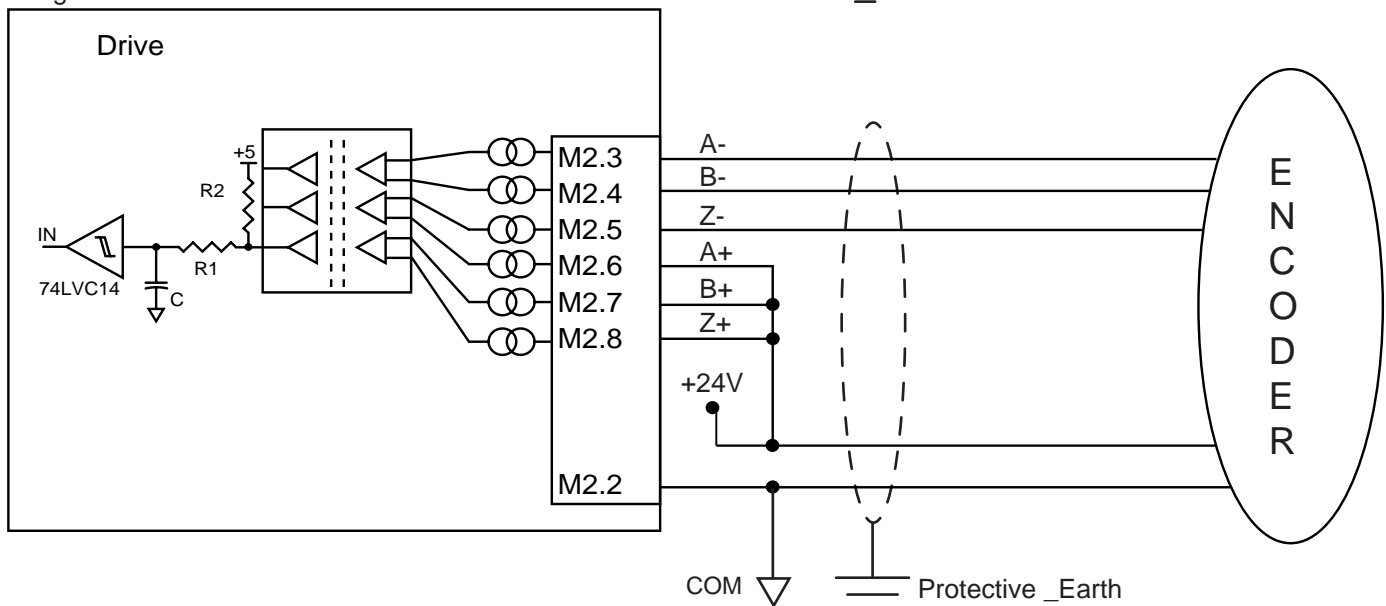 Drive
+5
R2
IN
R1
74LVC14
C
M2.3
M2.4
M2.5
M2.6
M2.7
M2.8
M2.2
A-
B-
Z-
A+
B+
Z+
+24V
COM
Protective _Earth
E
N
C
O
D
E
R